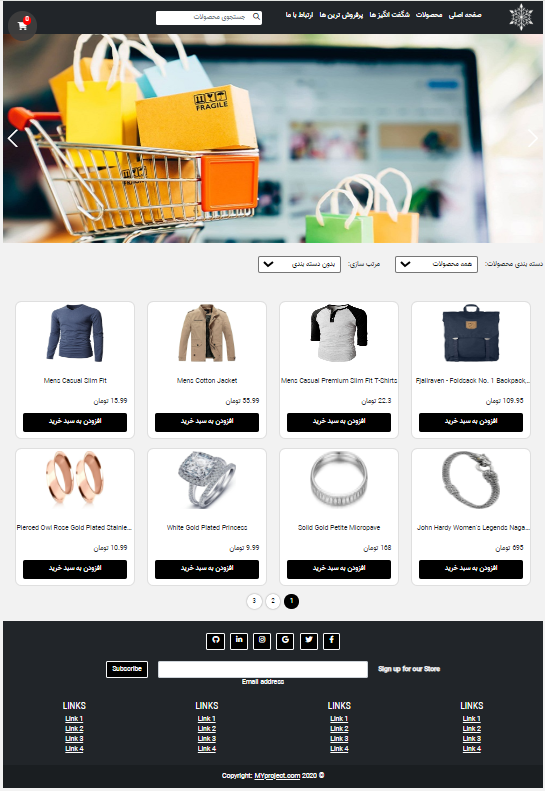 صفحه اصلی محصولات شگفت انگیز ها پرفروش ترین ها ارتباط با ما
جستجوی محصولات
0
FRAGILE
دسته بندی محصولات: همه محصولات مرتب سازی: بدون دسته بندی
Fjallraven - Foldsack No. 1 Backpack,...
109.95 تومان
افزودن به سبد خرید
Mens Casual Premium Slim Fit T-Shirts
22.3 تومان
افزودن به سبد خرید
Mens Cotton Jacket
55.99 تومان
افزودن به سبد خرید
Mens Casual Slim Fit
15.99 تومان
افزودن به سبد خرید
John Hardy Women's Legends Naga...
695 تومان
افزودن به سبد خرید
Solid Gold Petite Micropave
168 تومان
افزودن به سبد خرید
White Gold Plated Princess
9.99 تومان
افزودن به سبد خرید
Pierced Owl Rose Gold Plated Stainle...
10.99 تومان
افزودن به سبد خرید
1 2 3
Sign up for our Store
Email address
Subscribe
LINKS
Link 1
Link 2
Link 3
Link 4
LINKS
Link 1
Link 2
Link 3
Link 4
LINKS
Link 1
Link 2
Link 3
Link 4
LINKS
Link 1
Link 2
Link 3
Link 4
Copyright: MYproject.com 2020 ©